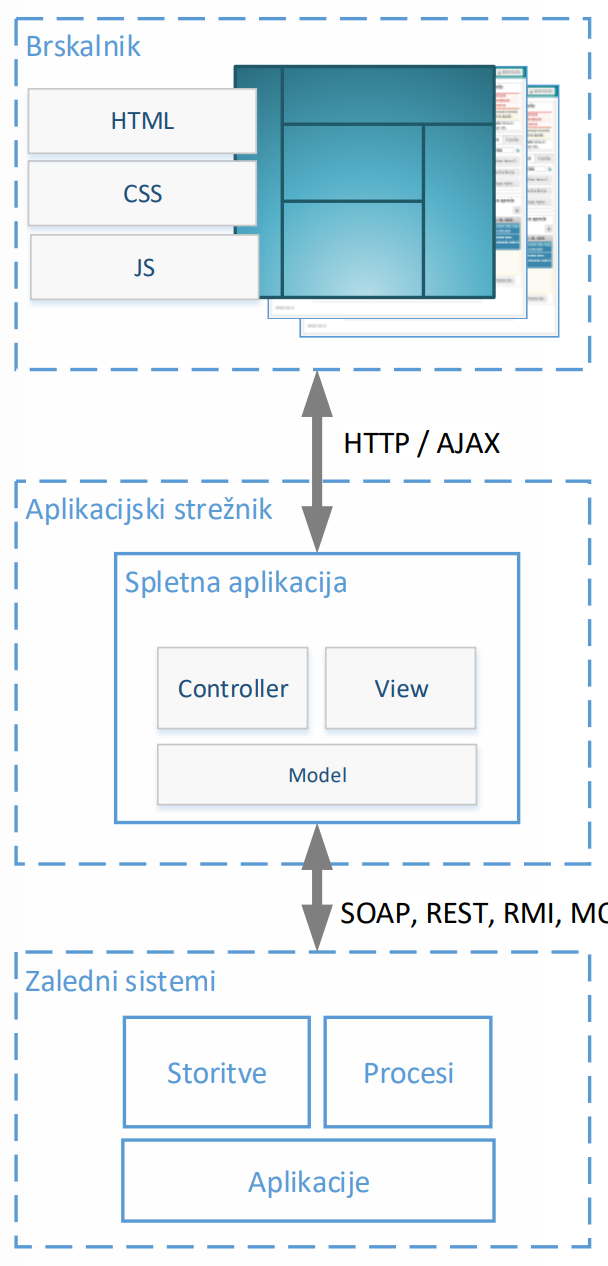 Brskalnik
HTML
CSS
JS
HTTP / AJAX
Aplikacijski strežnik
Spletna aplikacija
Controller
View
Model
SOAP, REST, RMI,
Zaledni sistemi
Storitve
Procesi
Aplikacije